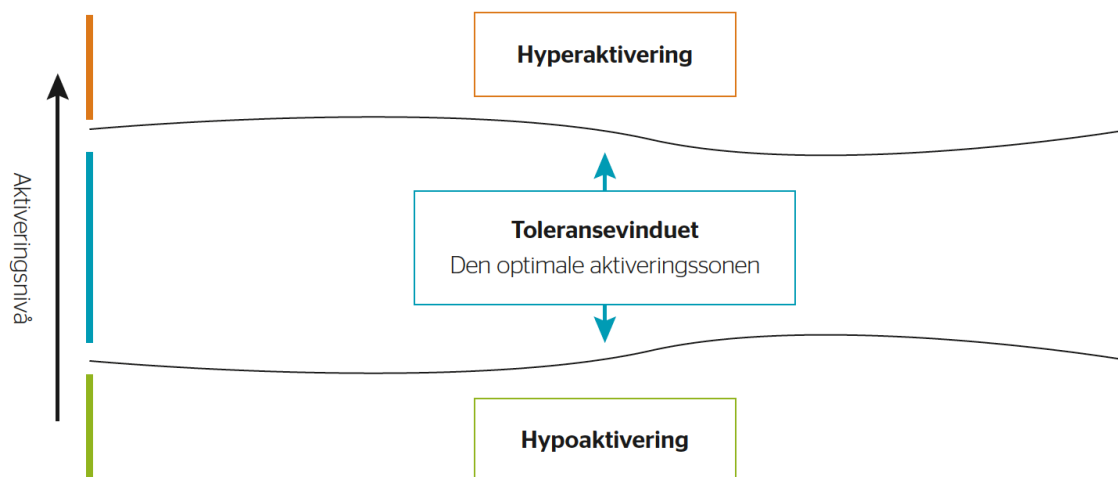 Hyperaktivering
Aktiveringsnivå
Toleransevinduet
Den optimale aktiveringssonen
Hypoaktivering